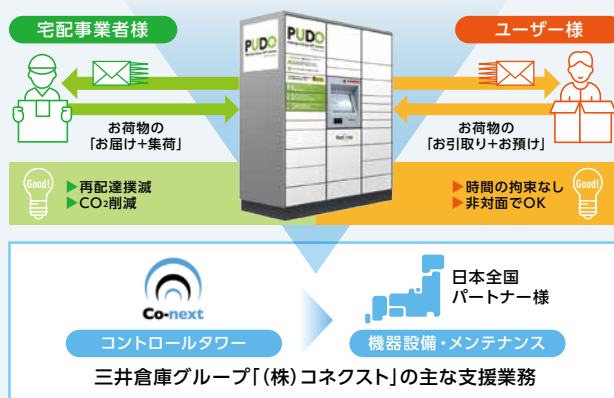 宅配事業者様
ユーザー様
PUDO
PUDO
お荷物の
「お届け+集荷」
お荷物の
「お引取り+お預け」
Good!
▶再配達撲滅
▶CO2削減
▶時間の拘束なし
▶非対面でOK
Good!
Co-next
日本全国
パートナー様
コントロールタワー
機器設備・メンテナンス
三井倉庫グループ「(株)コネクスト」の主な支援業務